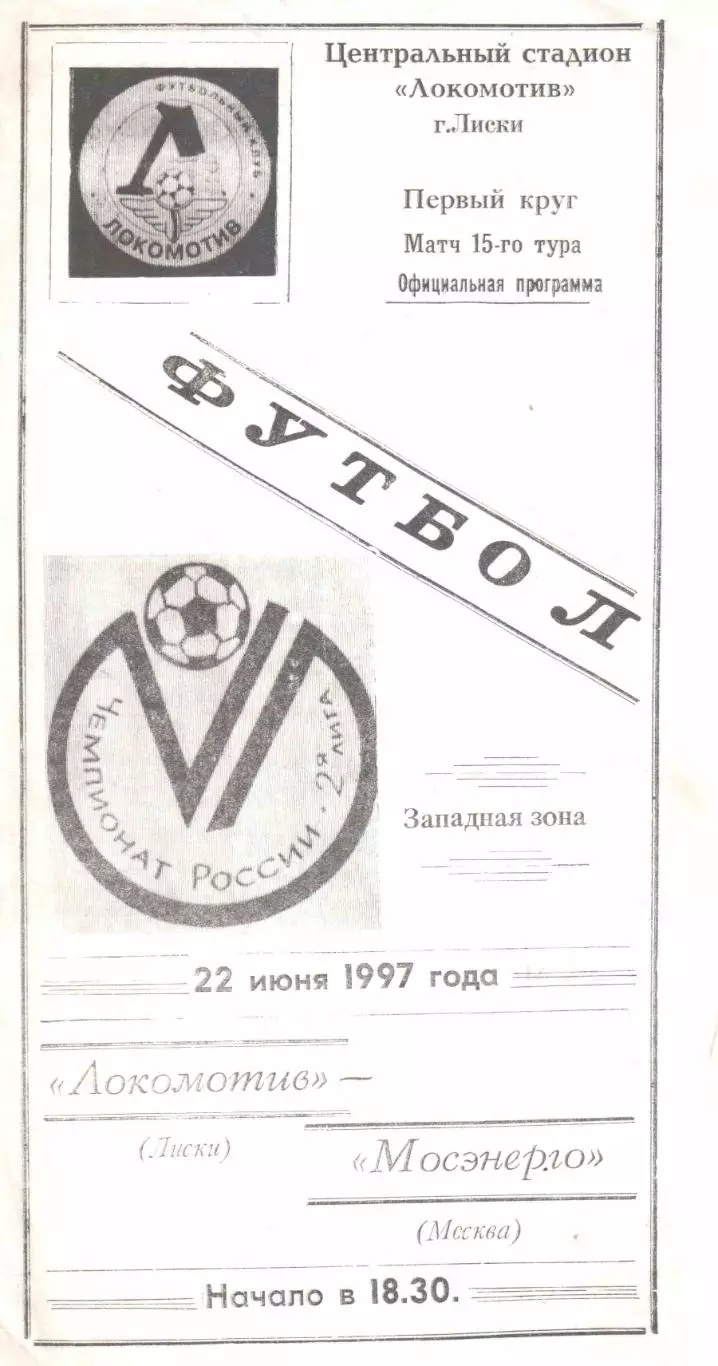 ФУТБОЛЬНЫЙ КЛУБ
Л
ЛОКОМОТИВ
Центральный стадион
«Локомотив»
г.Лиски
Первый круг
Матч 15-го тура
Официальная программа
ФУТБОЛ
VI
ЧЕМПИОНАТ РОССИИ · 2Я ЛИГА
Западная зона
22 июня 1997 года
«Локомотив» —
(Лиски)
«Мосэнерго»
(Москва)
Начало в 18.30.